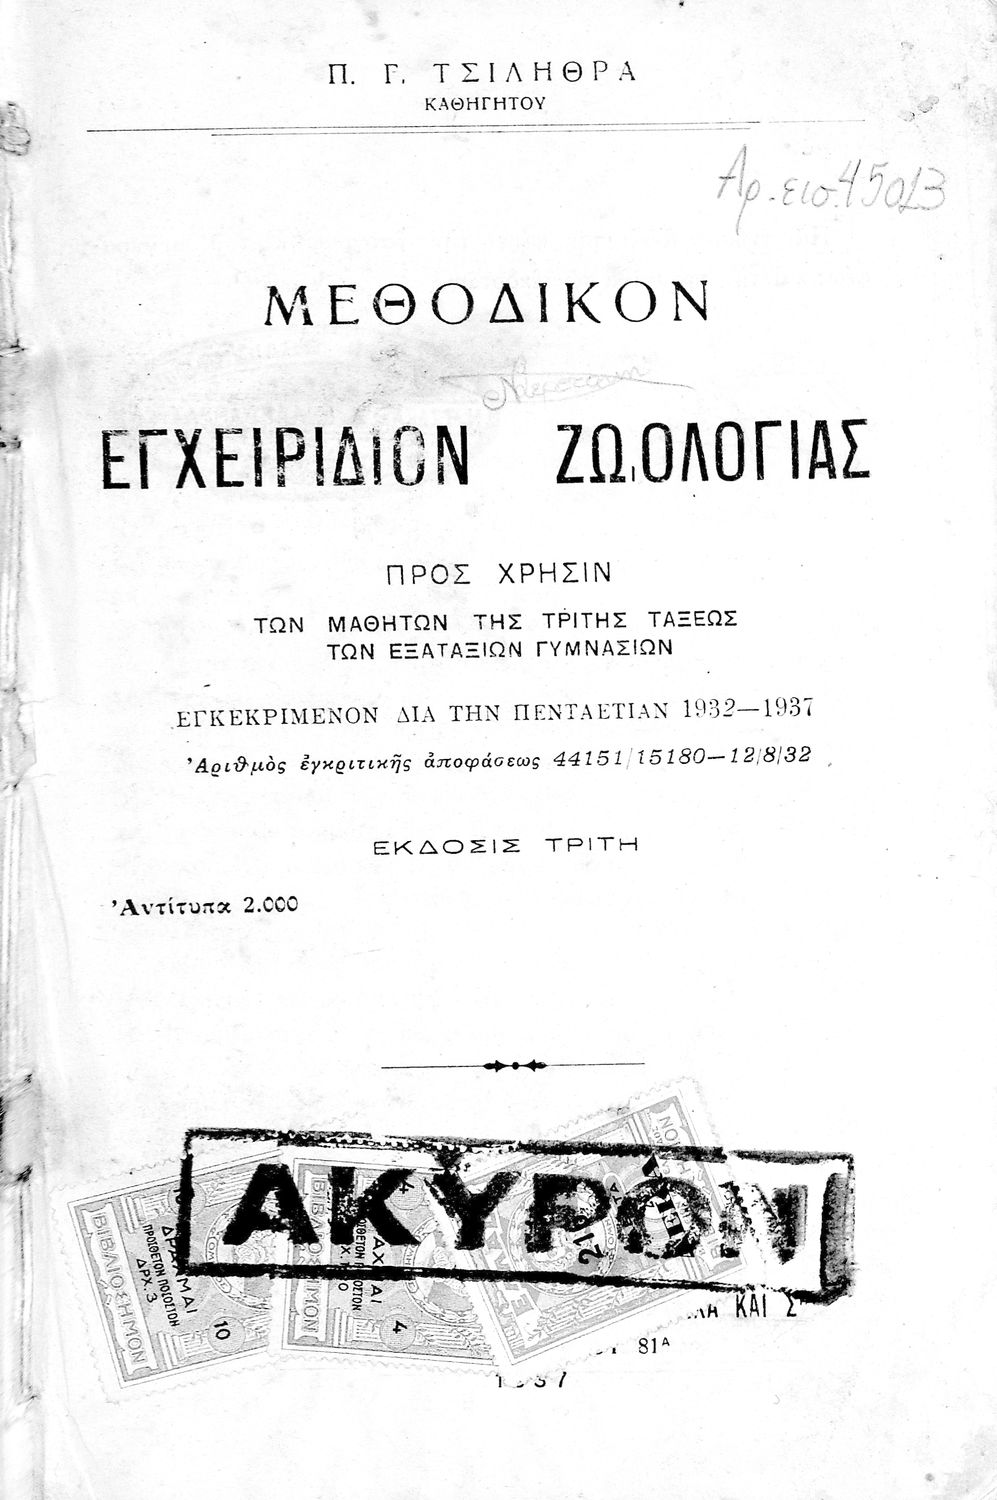 Π. Γ. ΤΣΙΛΗΘΡΑ
ΚΑΘΗΓΗΤΟΥ
Αρ. εισ. 45013
ΜΕΘΟΔΙΚΟΝ
ΕΓΧΕΙΡΙΔΙΟΝ ΖΩΟΛΟΓΙΑΣ
ΠΡΟΣ ΧΡΗΣΙΝ
ΤΩΝ ΜΑΘΗΤΩΝ ΤΗΣ ΤΡΙΤΗΣ ΤΑΞΕΩΣ
ΤΩΝ ΕΞΑΤΑΞΙΩΝ ΓΥΜΝΑΣΙΩΝ
ΕΓΚΕΚΡΙΜΕΝΟΝ ΔΙΑ ΤΗΝ ΠΕΝΤΑΕΤΙΑΝ 1932—1937
Ἀριθμὸς ἐγκριτικῆς ἀποφάσεως 44151/15180—12/8/32
ΕΚΔΟΣΙΣ ΤΡΙΤΗ
Ἀντίτυπα 2.000
ΑΚΥΡΟΝ
ΒΙΒΛΙΟΣΗΜΟΝ
ΠΡΟΣΘΕΤΟΝ ΠΟΣΟΣΤΟΝ
ΔΡΧ. 3
10
4
4
ΚΑΙ
81Α